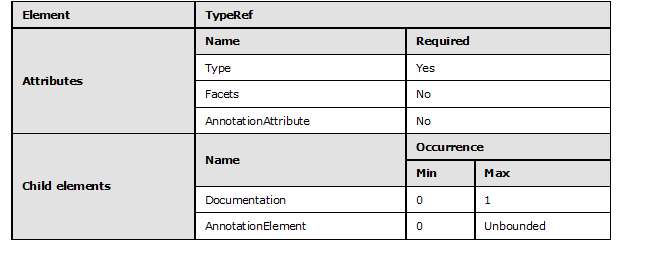 Element TypeRef
Name Required
Attributes
Type Yes
Facets No
AnnotationAttribute No
Child elements
Name
Occurrence
Min Max
Documentation 0 1
AnnotationElement 0 Unbounded